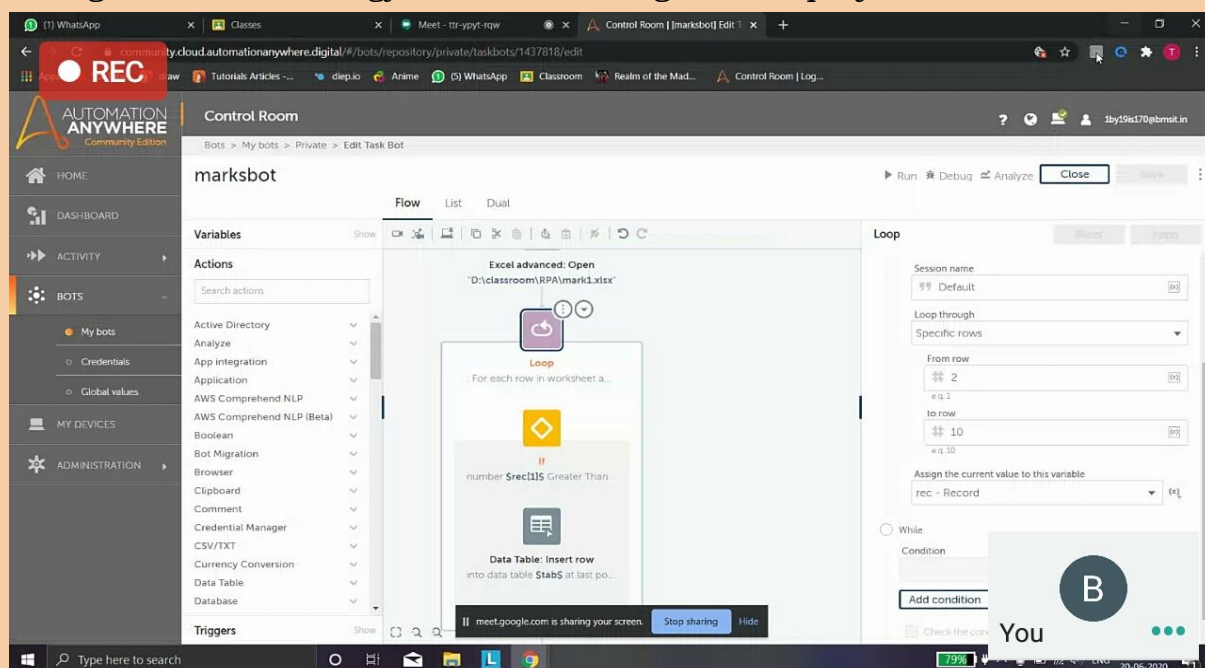 (1) WhatsApp
Classes
Meet - ttr-ypyt-rqw
Control Room | [marksbot] Edit T
community.cloud.automationanywhere.digital/#/bots/repository/private/taskbots/1437818/edit
REC
draw
Tutorials Articles -...
diep.io
Anime
(5) WhatsApp
Classroom
Realm of the Mad...
Control Room | Log...
AUTOMATION
ANYWHERE
Community Edition
Control Room
1by19is170@bmsit.in
Bots > My bots > Private > Edit Task Bot
HOME
DASHBOARD
ACTIVITY
BOTS
My bots
Credentials
Global values
MY DEVICES
ADMINISTRATION
marksbot
Run
Debug
Analyze
Close
Save
Flow
List
Dual
Variables
Show
Actions
Search actions
Active Directory
Analyze
App integration
Application
AWS Comprehend NLP
AWS Comprehend NLP (Beta)
Boolean
Bot Migration
Browser
Clipboard
Comment
Credential Manager
CSV/TXT
Currency Conversion
Data Table
Database
Triggers
Show
Excel advanced: Open
"D:\classroom\RPA\mark1.xlsx"
Loop
For each row in worksheet a...
If
number $rec[1]$ Greater Than...
Data Table: Insert row
into data table $tab$ at last po...
Loop
Reset
Apply
Session name
Default
Loop through
Specific rows
From row
2
e.g. 1
to row
10
e.g. 10
Assign the current value to this variable
rec - Record
While
Condition
Add condition
Check the con
You
B
meet.google.com is sharing your screen.
Stop sharing
Hide
Type here to search
79%
ENG
20-06-2020